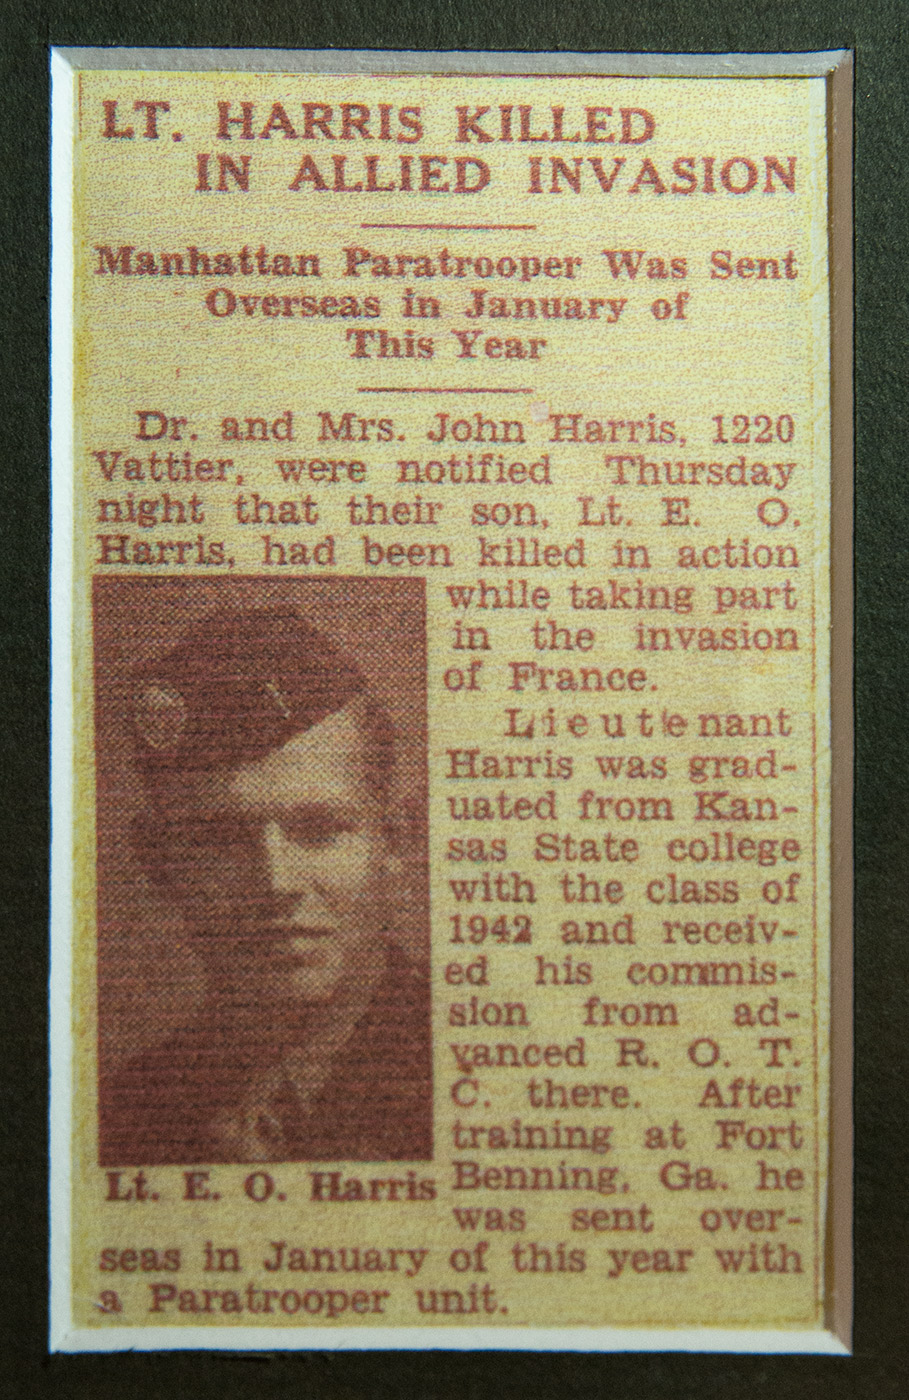 LT. HARRIS KILLED
IN ALLIED INVASION
Manhattan Paratrooper Was Sent
Overseas in January of
This Year
Dr. and Mrs. John Harris, 1220
Vattier, were notified Thursday
night that their son, Lt. E. O.
Harris, had been killed in action
while taking part
in the invasion
of France.
Lieutenant
Harris was grad-
uated from Kan-
sas State college
with the class of
1942 and receiv-
ed his commis-
sion from ad-
vanced R. O. T.
C. there. After
training at Fort
Benning, Ga. he
was sent over-
seas in January of this year with
a Paratrooper unit.
Lt. E. O. Harris